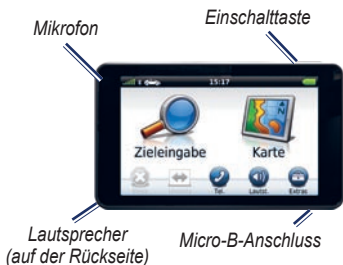 Mikrofon
Einschalttaste
15:17
Zieleingabe
Karte
Tel.
Lautst.
Extras
Lautsprecher
(auf der Rückseite)
Micro-B-Anschluss